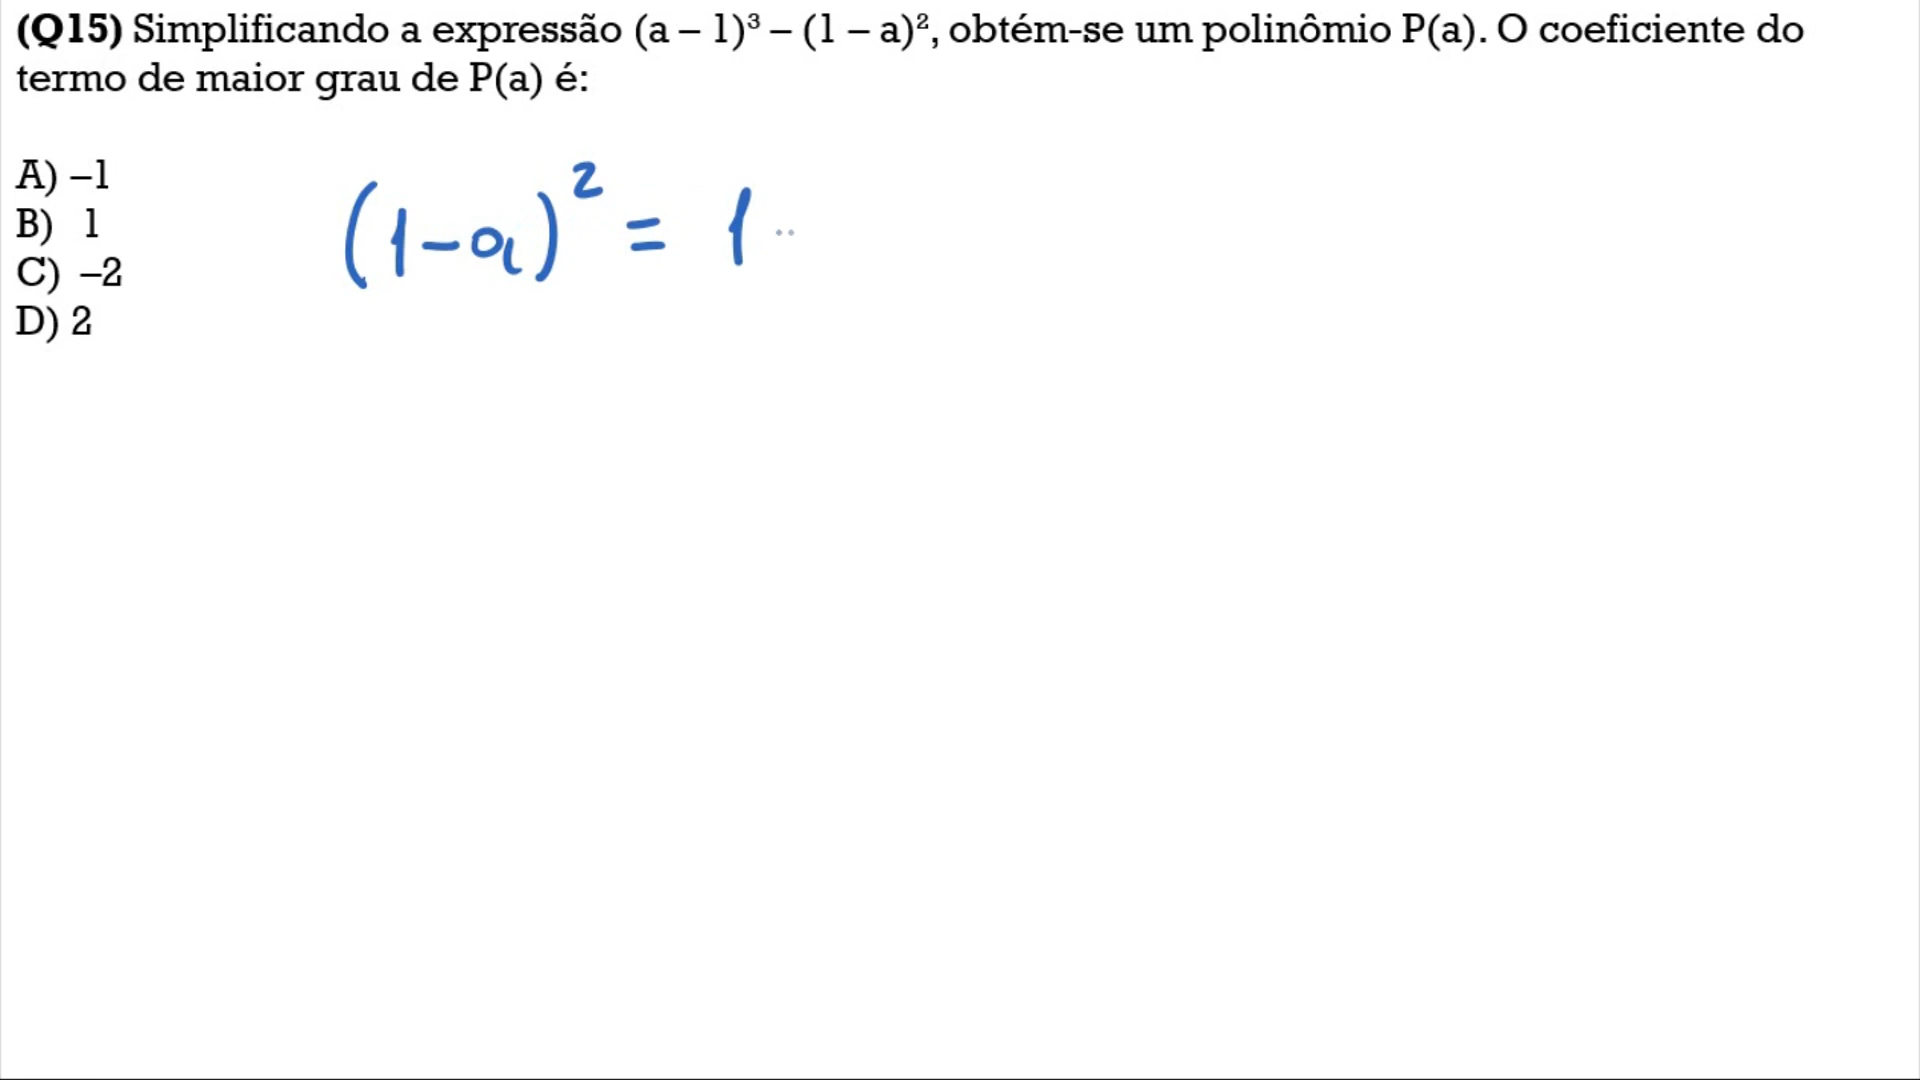 (Q15) Simplificando a expressão (a – 1)³ – (1 – a)², obtém-se um polinômio P(a). O coeficiente do
termo de maior grau de P(a) é:
A) –1
B) 1
C) –2
D) 2
(1-a)² = 1